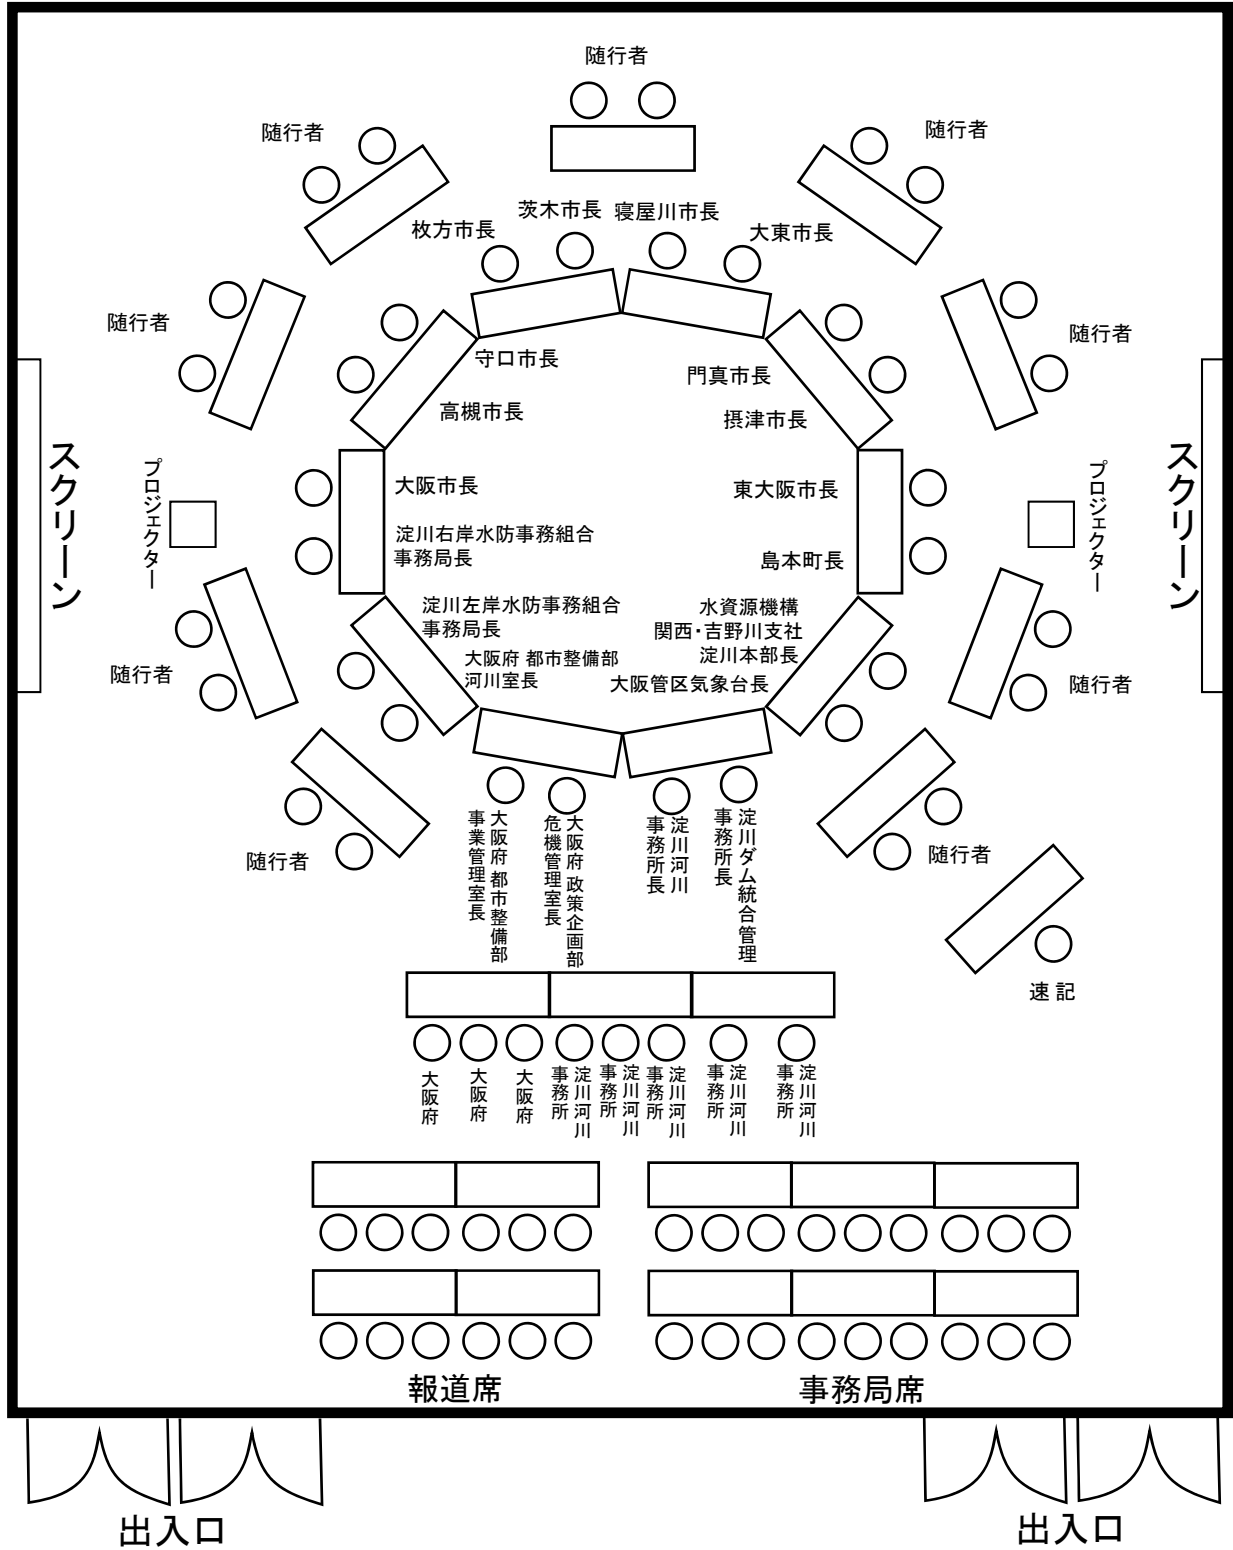 随行者
随行者
随行者
茨木市長
寝屋川市長
枚方市長
大東市長
随行者
随行者
守口市長
門真市長
高槻市長
摂津市長
スクリーン
プロジェクター
大阪市長
東大阪市長
プロジェクター
スクリーン
淀川右岸水防事務組合
事務局長
島本町長
淀川左岸水防事務組合
事務局長
水資源機構
関西・吉野川支社
淀川本部長
大阪府 都市整備部
河川室長
大阪管区気象台長
随行者
随行者
大阪府 都市整備部
事業管理室長
大阪府 政策企画部
危機管理室長
淀川河川
事務所長
淀川ダム統合管理
事務所長
随行者
随行者
速記
大阪府
大阪府
大阪府
淀川河川
事務所
淀川河川
事務所
淀川河川
事務所
淀川河川
事務所
淀川河川
事務所
報道席
事務局席
出入口
出入口